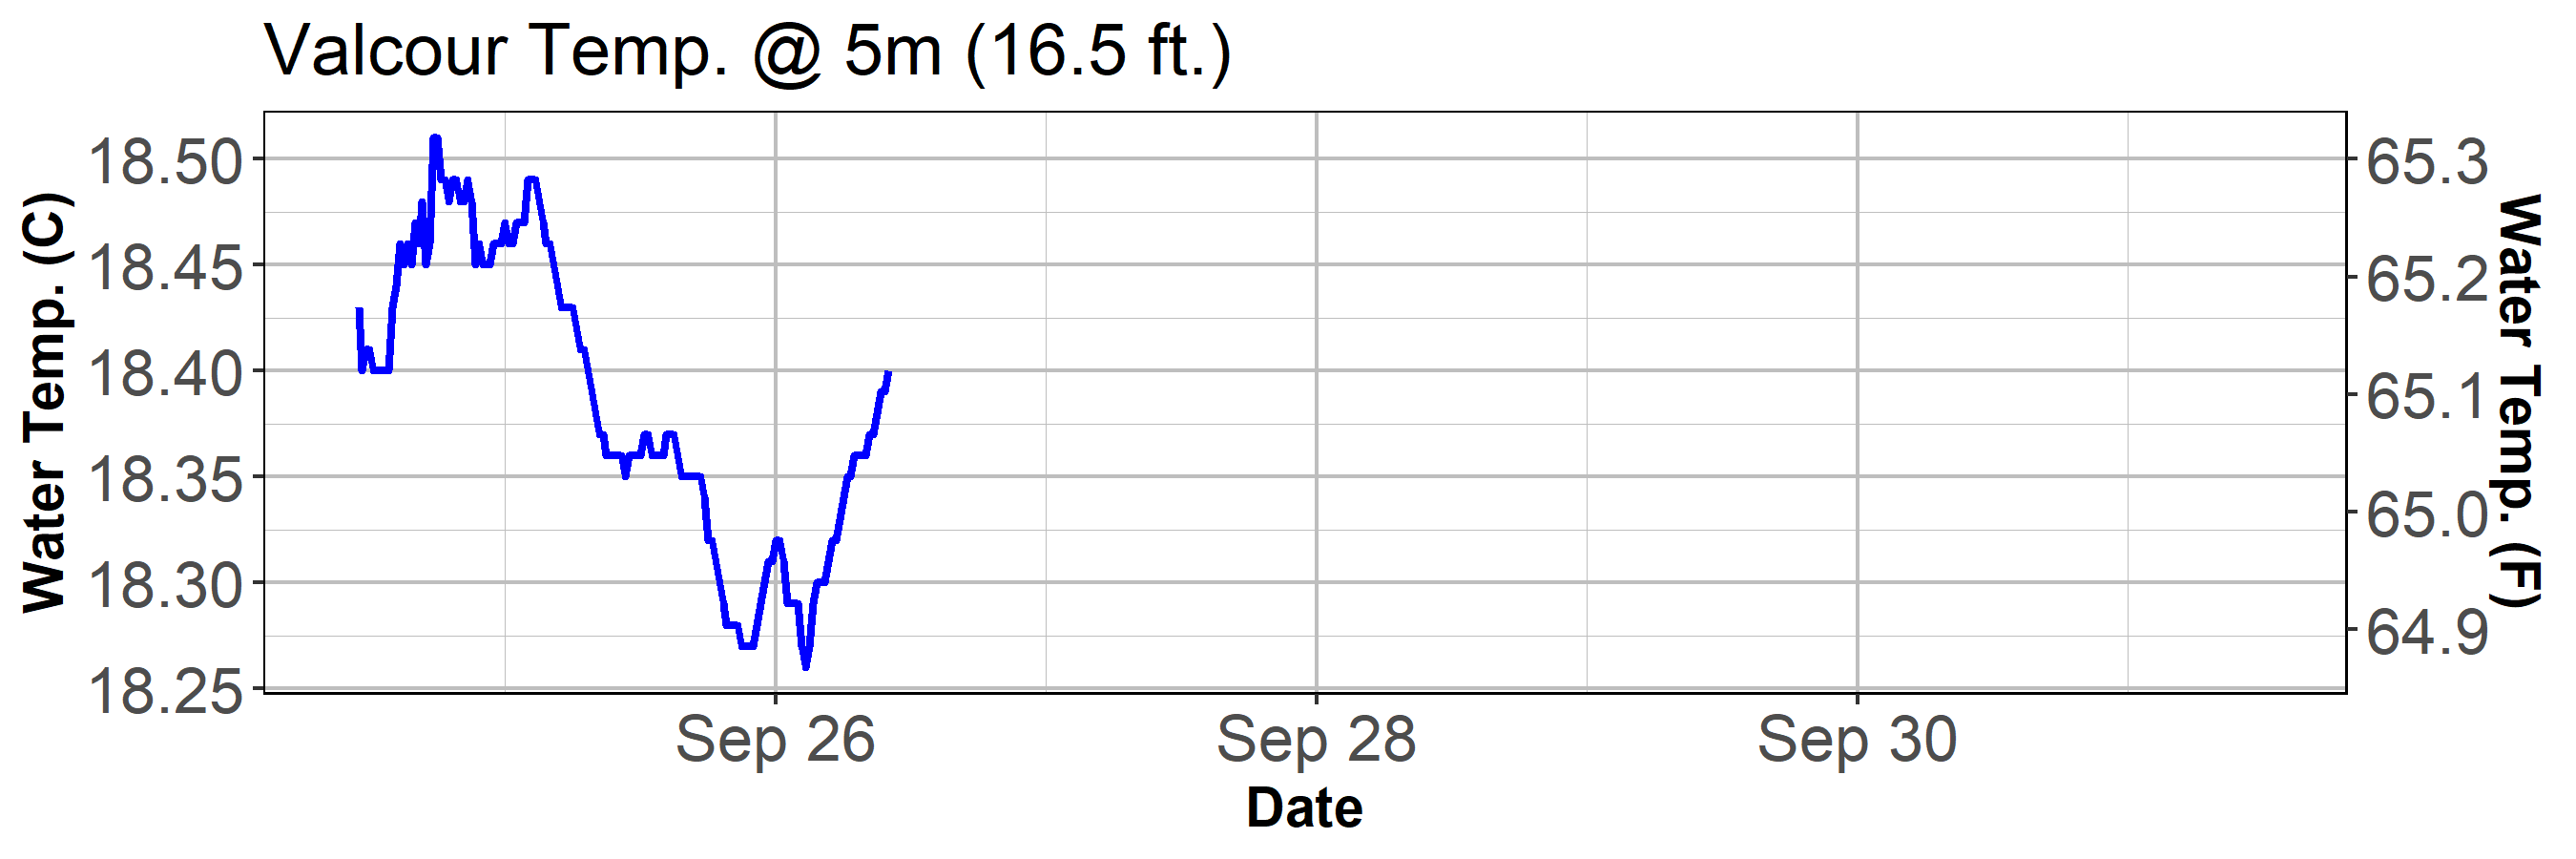 Valcour Temp. @ 5m (16.5 ft.)
Water Temp. (C)
18.50
18.45
18.40
18.35
18.30
18.25
65.3
65.2
65.1
65.0
64.9
Water Temp. (F)
Sep 26
Sep 28
Sep 30
Date